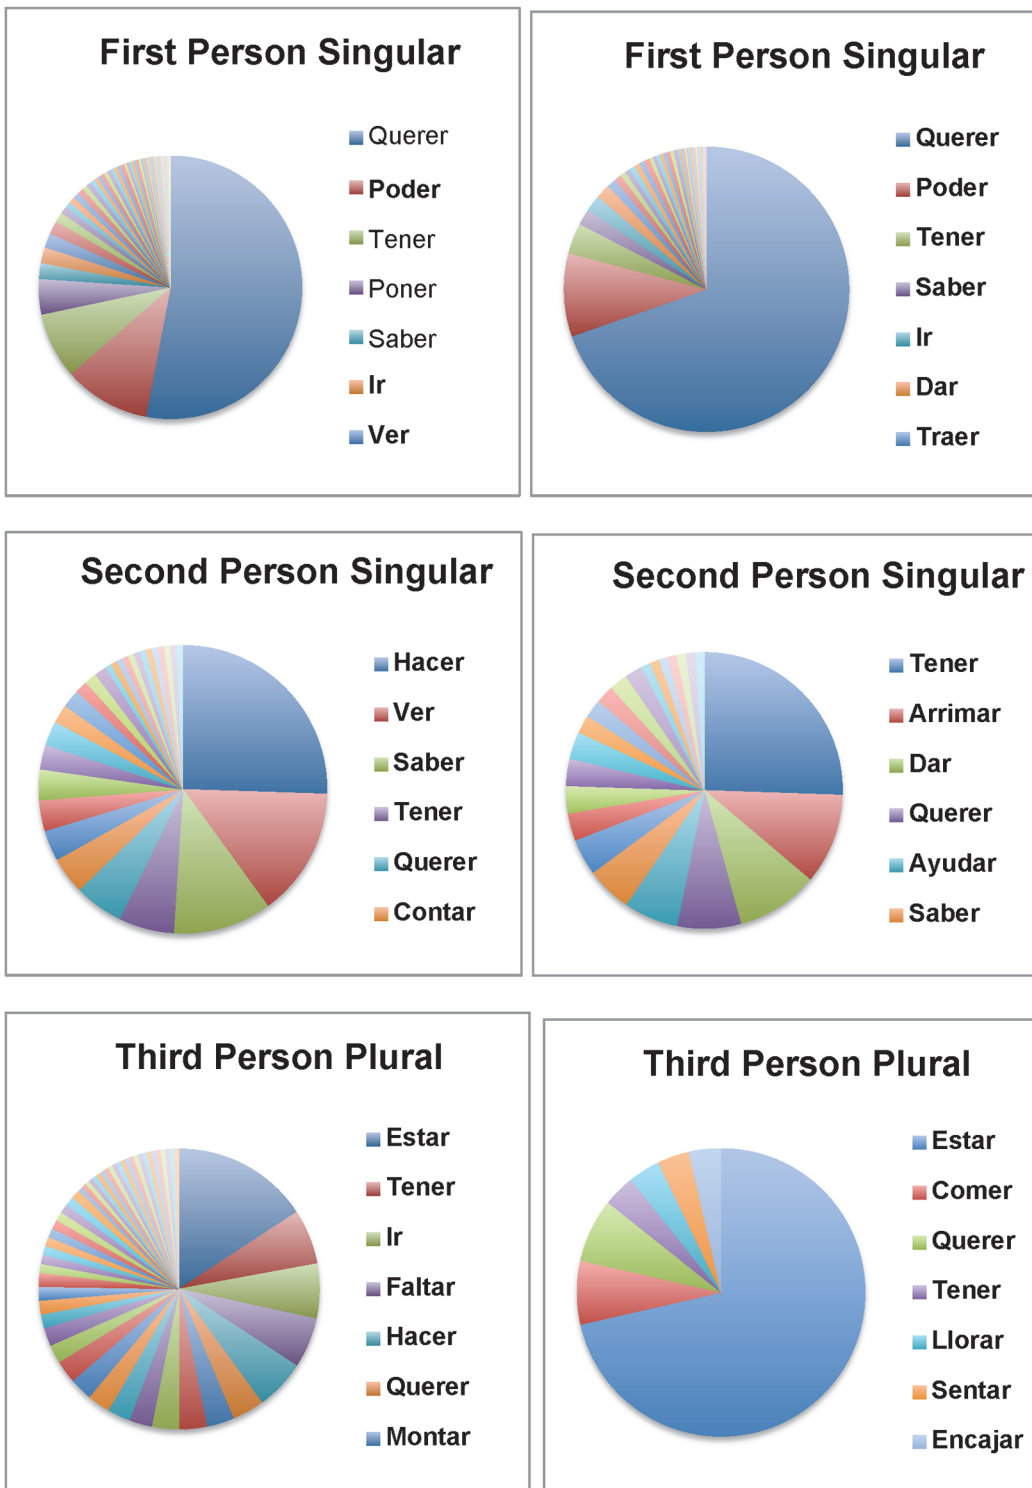 First Person Singular
Querer
Poder
Tener
Poner
Saber
Ir
Ver
First Person Singular
Querer
Poder
Tener
Saber
Ir
Dar
Traer
Second Person Singular
Hacer
Ver
Saber
Tener
Querer
Contar
Second Person Singular
Tener
Arrimar
Dar
Querer
Ayudar
Saber
Third Person Plural
Estar
Tener
Ir
Faltar
Hacer
Querer
Montar
Third Person Plural
Estar
Comer
Querer
Tener
Llorar
Sentar
Encajar